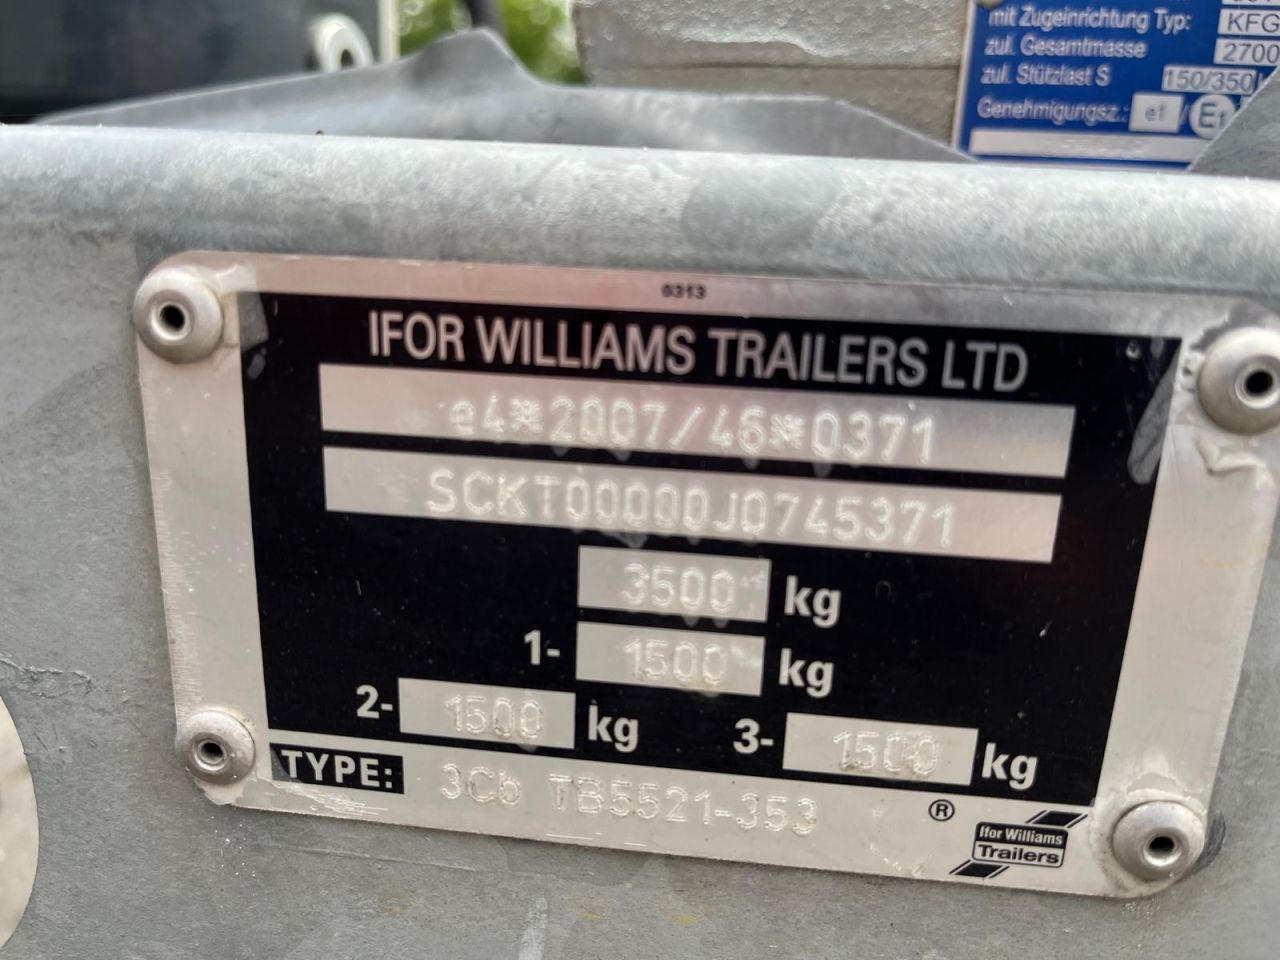 mit Zugeinrichtung Typ: KFG
zul. Gesamtmasse 2700
zul. Stützlast S 150/350
Genehmigungsz.: e1 / E1
0313
IFOR WILLIAMS TRAILERS LTD
e4*2007/46*0371
SCKT00000J0745371
3500 kg
1- 1500 kg
2- 1500 kg 3- 1500 kg
TYPE: 3Cb TB5521-353
®
Ifor Williams
Trailers